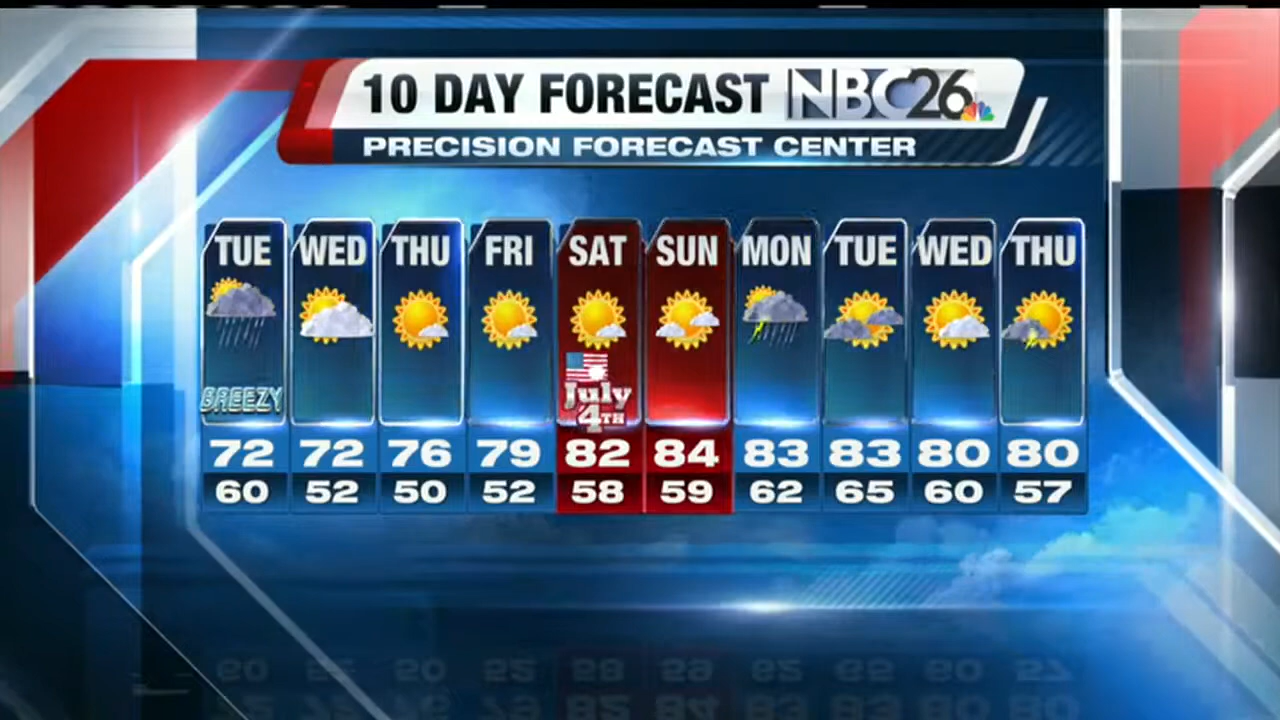 10 DAY FORECAST NBC26
PRECISION FORECAST CENTER
TUE WED THU FRI SAT SUN MON TUE WED THU
BREEZY
July
4TH
72 72 76 79 82 84 83 83 80 80
60 52 50 52 58 59 62 65 60 57